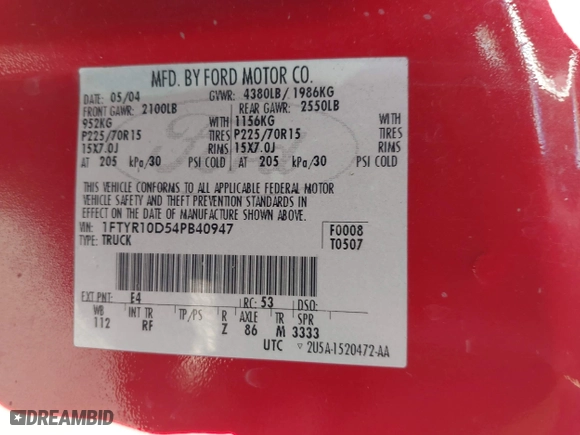 MFD. BY FORD MOTOR CO.
DATE: 05/04 GVWR: 4380LB/ 1986KG
FRONT GAWR: 2100LB REAR GAWR: 2550LB
952KG WITH 1156KG WITH
P225/70R15 TIRES P225/70R15 TIRES
15X7.0J RIMS 15X7.0J RIMS
AT 205 kPa/30 PSI COLD AT 205 kPa/30 PSI COLD
THIS VEHICLE CONFORMS TO ALL APPLICABLE FEDERAL MOTOR
VEHICLE SAFETY AND THEFT PREVENTION STANDARDS IN
EFFECT ON THE DATE OF MANUFACTURE SHOWN ABOVE.
VIN: 1FTYR10D54PB40947 F0008
TYPE: TRUCK T0507
EXT PNT: E4 RC: 53 DSO:
WB INT TR TP/PS R AXLE TR SPR
112 RF Z 86 M 3333
UTC ▽ 2U5A-1520472-AA
Ford
DREAMBID